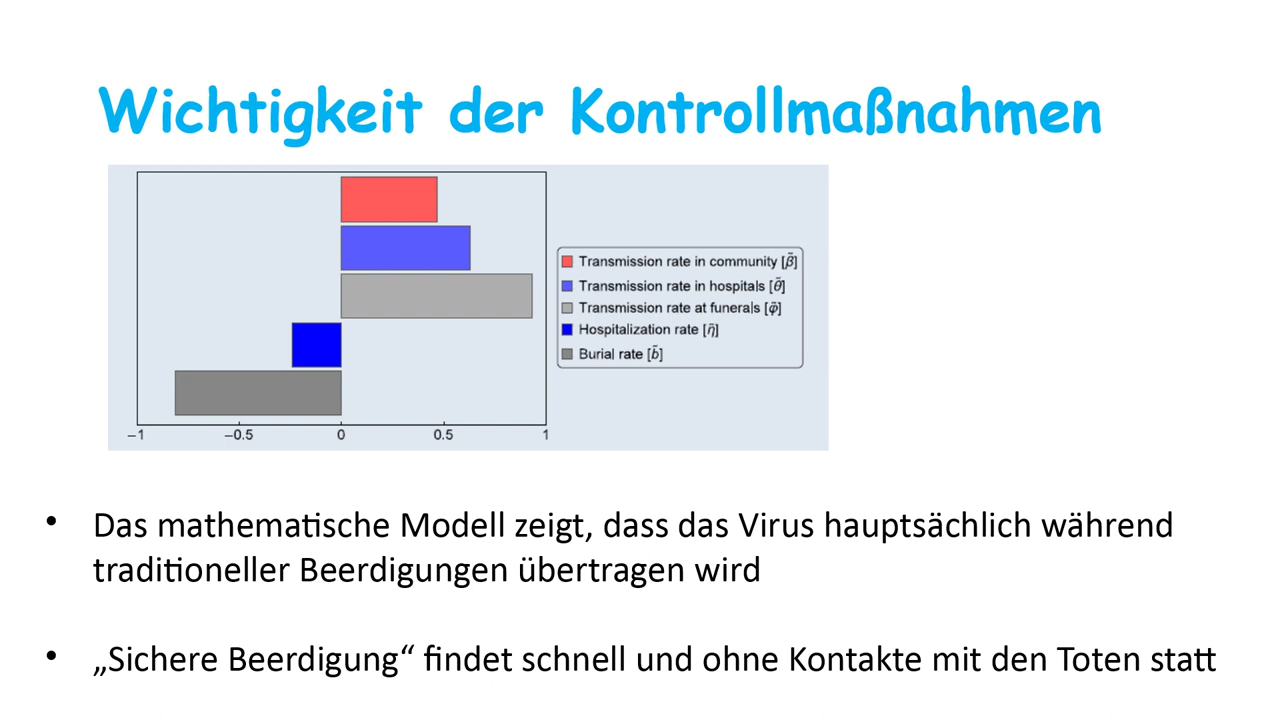 Wichtigkeit der Kontrollmaßnahmen
Transmission rate in community [β̃]
Transmission rate in hospitals [θ̃]
Transmission rate at funerals [φ̃]
Hospitalization rate [η̃]
Burial rate [b̃]
−1 −0.5 0 0.5 1
• Das mathematische Modell zeigt, dass das Virus hauptsächlich während
traditioneller Beerdigungen übertragen wird
• „Sichere Beerdigung“ findet schnell und ohne Kontakte mit den Toten statt